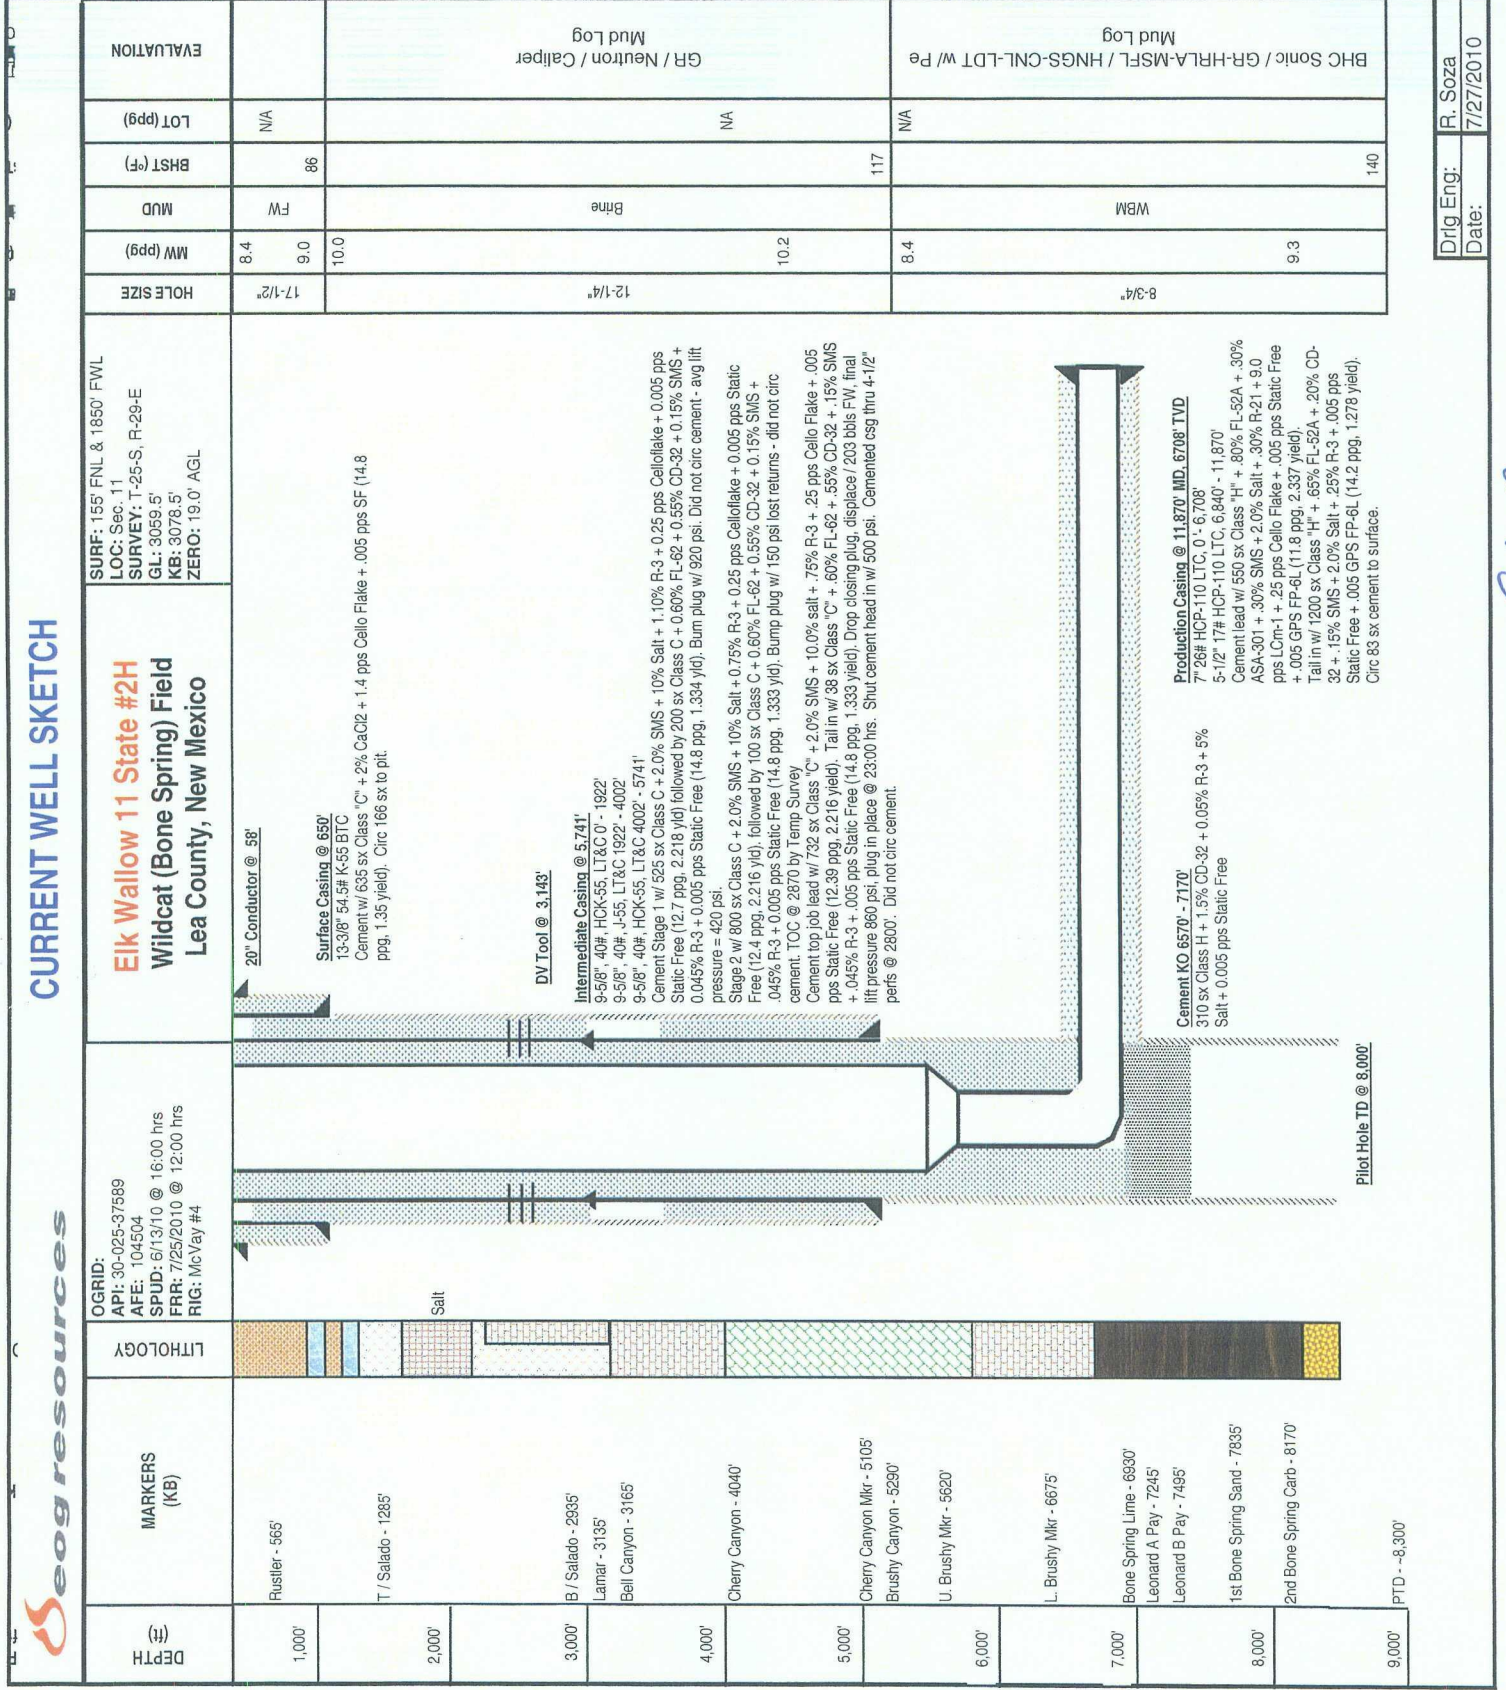 CURRENT WELL SKETCH
eog resources
DEPTH
(ft)
MARKERS
(KB)
LITHOLOGY
OGRID:
API: 30-025-37589
AFE: 104504
SPUD: 6/13/10 @ 16:00 hrs
FRR: 7/25/2010 @ 12:00 hrs
RIG: McVay #4
Elk Wallow 11 State #2H
Wildcat (Bone Spring) Field
Lea County, New Mexico
SURF: 155' FNL & 1850' FWL
LOC: Sec. 11
SURVEY: T-25-S, R-29-E
GL: 3059.5'
KB: 3078.5'
ZERO: 19.0' AGL
HOLE SIZE
MW (ppg)
MUD
BHST (ºF)
LOT (ppg)
EVALUATION
1,000'
2,000'
3,000'
4,000'
5,000'
6,000'
7,000'
8,000'
9,000'
Rustler - 565'
T / Salado - 1285'
B / Salado - 2935'
Lamar - 3135'
Bell Canyon - 3165'
Cherry Canyon - 4040'
Cherry Canyon Mkr - 5105'
Brushy Canyon - 5290'
U. Brushy Mkr - 5620'
L. Brushy Mkr - 6675'
Bone Spring Lime - 6930'
Leonard A Pay - 7245'
Leonard B Pay - 7495'
1st Bone Spring Sand - 7835'
2nd Bone Spring Carb - 8170'
PTD - ~8,300'
Salt
20" Conductor @ 58'
Surface Casing @ 650'
13-3/8" 54.5# K-55 BTC
Cement w/ 635 sx Class "C" + 2% CaCl2 + 1.4 pps Cello Flake + .005 pps SF (14.8
ppg, 1.35 yield). Circ 166 sx to pit.
DV Tool @ 3,143'
Intermediate Casing @ 5,741'
9-5/8", 40#, HCK-55, LT&C 0' - 1922'
9-5/8", 40#, J-55, LT&C 1922' - 4002'
9-5/8", 40#, HCK-55, LT&C 4002' - 5741'
Cement Stage 1 w/ 525 sx Class C + 2.0% SMS + 10% Salt + 1.10% R-3 + 0.25 pps Celloflake + 0.005 pps
Static Free (12.7 ppg, 2.218 yld) followed by 200 sx Class C + 0.60% FL-62 + 0.55% CD-32 + 0.15% SMS +
0.045% R-3 + 0.005 pps Static Free (14.8 ppg, 1.334 yld). Bum plug w/ 920 psi. Did not circ cement - avg lift
pressure = 420 psi.
Stage 2 w/ 800 sx Class C + 2.0% SMS + 10% Salt + 0.75% R-3 + 0.25 pps Celloflake + 0.005 pps Static
Free (12.4 ppg, 2.216 yld). followed by 100 sx Class C + 0.60% FL-62 + 0.55% CD-32 + 0.15% SMS +
.045% R-3 + 0.005 pps Static Free (14.8 ppg, 1.333 yld). Bump plug w/ 150 psi lost returns - did not circ
cement. TOC @ 2870 by Temp Survey
Cement top job lead w/ 732 sx Class "C" + 2.0% SMS + 10.0% salt + .75% R-3 + .25 pps Cello Flake + .005
pps Static Free (12.39 ppg, 2.216 yield). Tail in w/ 38 sx Class "C" + .60% FL-62 + .55% CD-32 + .15% SMS
+ .045% R-3 + .005 pps Static Free (14.8 ppg, 1.333 yield). Drop closing plug, displace / 203 bbls FW, final
lift pressure 860 psi, plug in place @ 23:00 hrs. Shut cement head in w/ 500 psi. Cemented csg thru 4-1/2"
perfs @ 2800'. Did not circ cement.
Cement KO 6570' - 7170'
310 sx Class H + 1.5% CD-32 + 0.05% R-3 + 5%
Salt + 0.005 pps Static Free
Production Casing @ 11,870' MD, 6708' TVD
7" 26# HCP-110 LTC, 0' - 6,708'
5-1/2" 17# HCP-110 LTC, 6,840' - 11,870'
Cement lead w/ 550 sx Class "H" + .80% FL-52A + .30%
ASA-301 + .30% SMS + 2.0% Salt + .30% R-21 + 9.0
pps LCm-1 + .25 pps Cello Flake + .005 pps Static Free
+ .005 GPS FP-6L (11.8 ppg, 2.337 yield).
Tail in w/ 1200 sx Class "H" + .65% FL-52A + .20% CD-
32 + .15% SMS + 2.0% Salt + .25% R-3 + .005 pps
Static Free + .005 GPS FP-6L (14.2 ppg, 1.278 yield).
Circ 83 sx cement to surface.
Pilot Hole TD @ 8,000'
17-1/2"
8.4
9.0
FW
86
N/A
12-1/4"
10.0
10.2
Brine
117
NA
GR / Neutron / Caliper
Mud Log
8-3/4"
8.4
9.3
WBM
140
N/A
BHC Sonic / GR-HRLA-MSFL / HNGS-CNL-LDT w/ Pe
Mud Log
Drlg Eng: R. Soza
Date: 7/27/2010